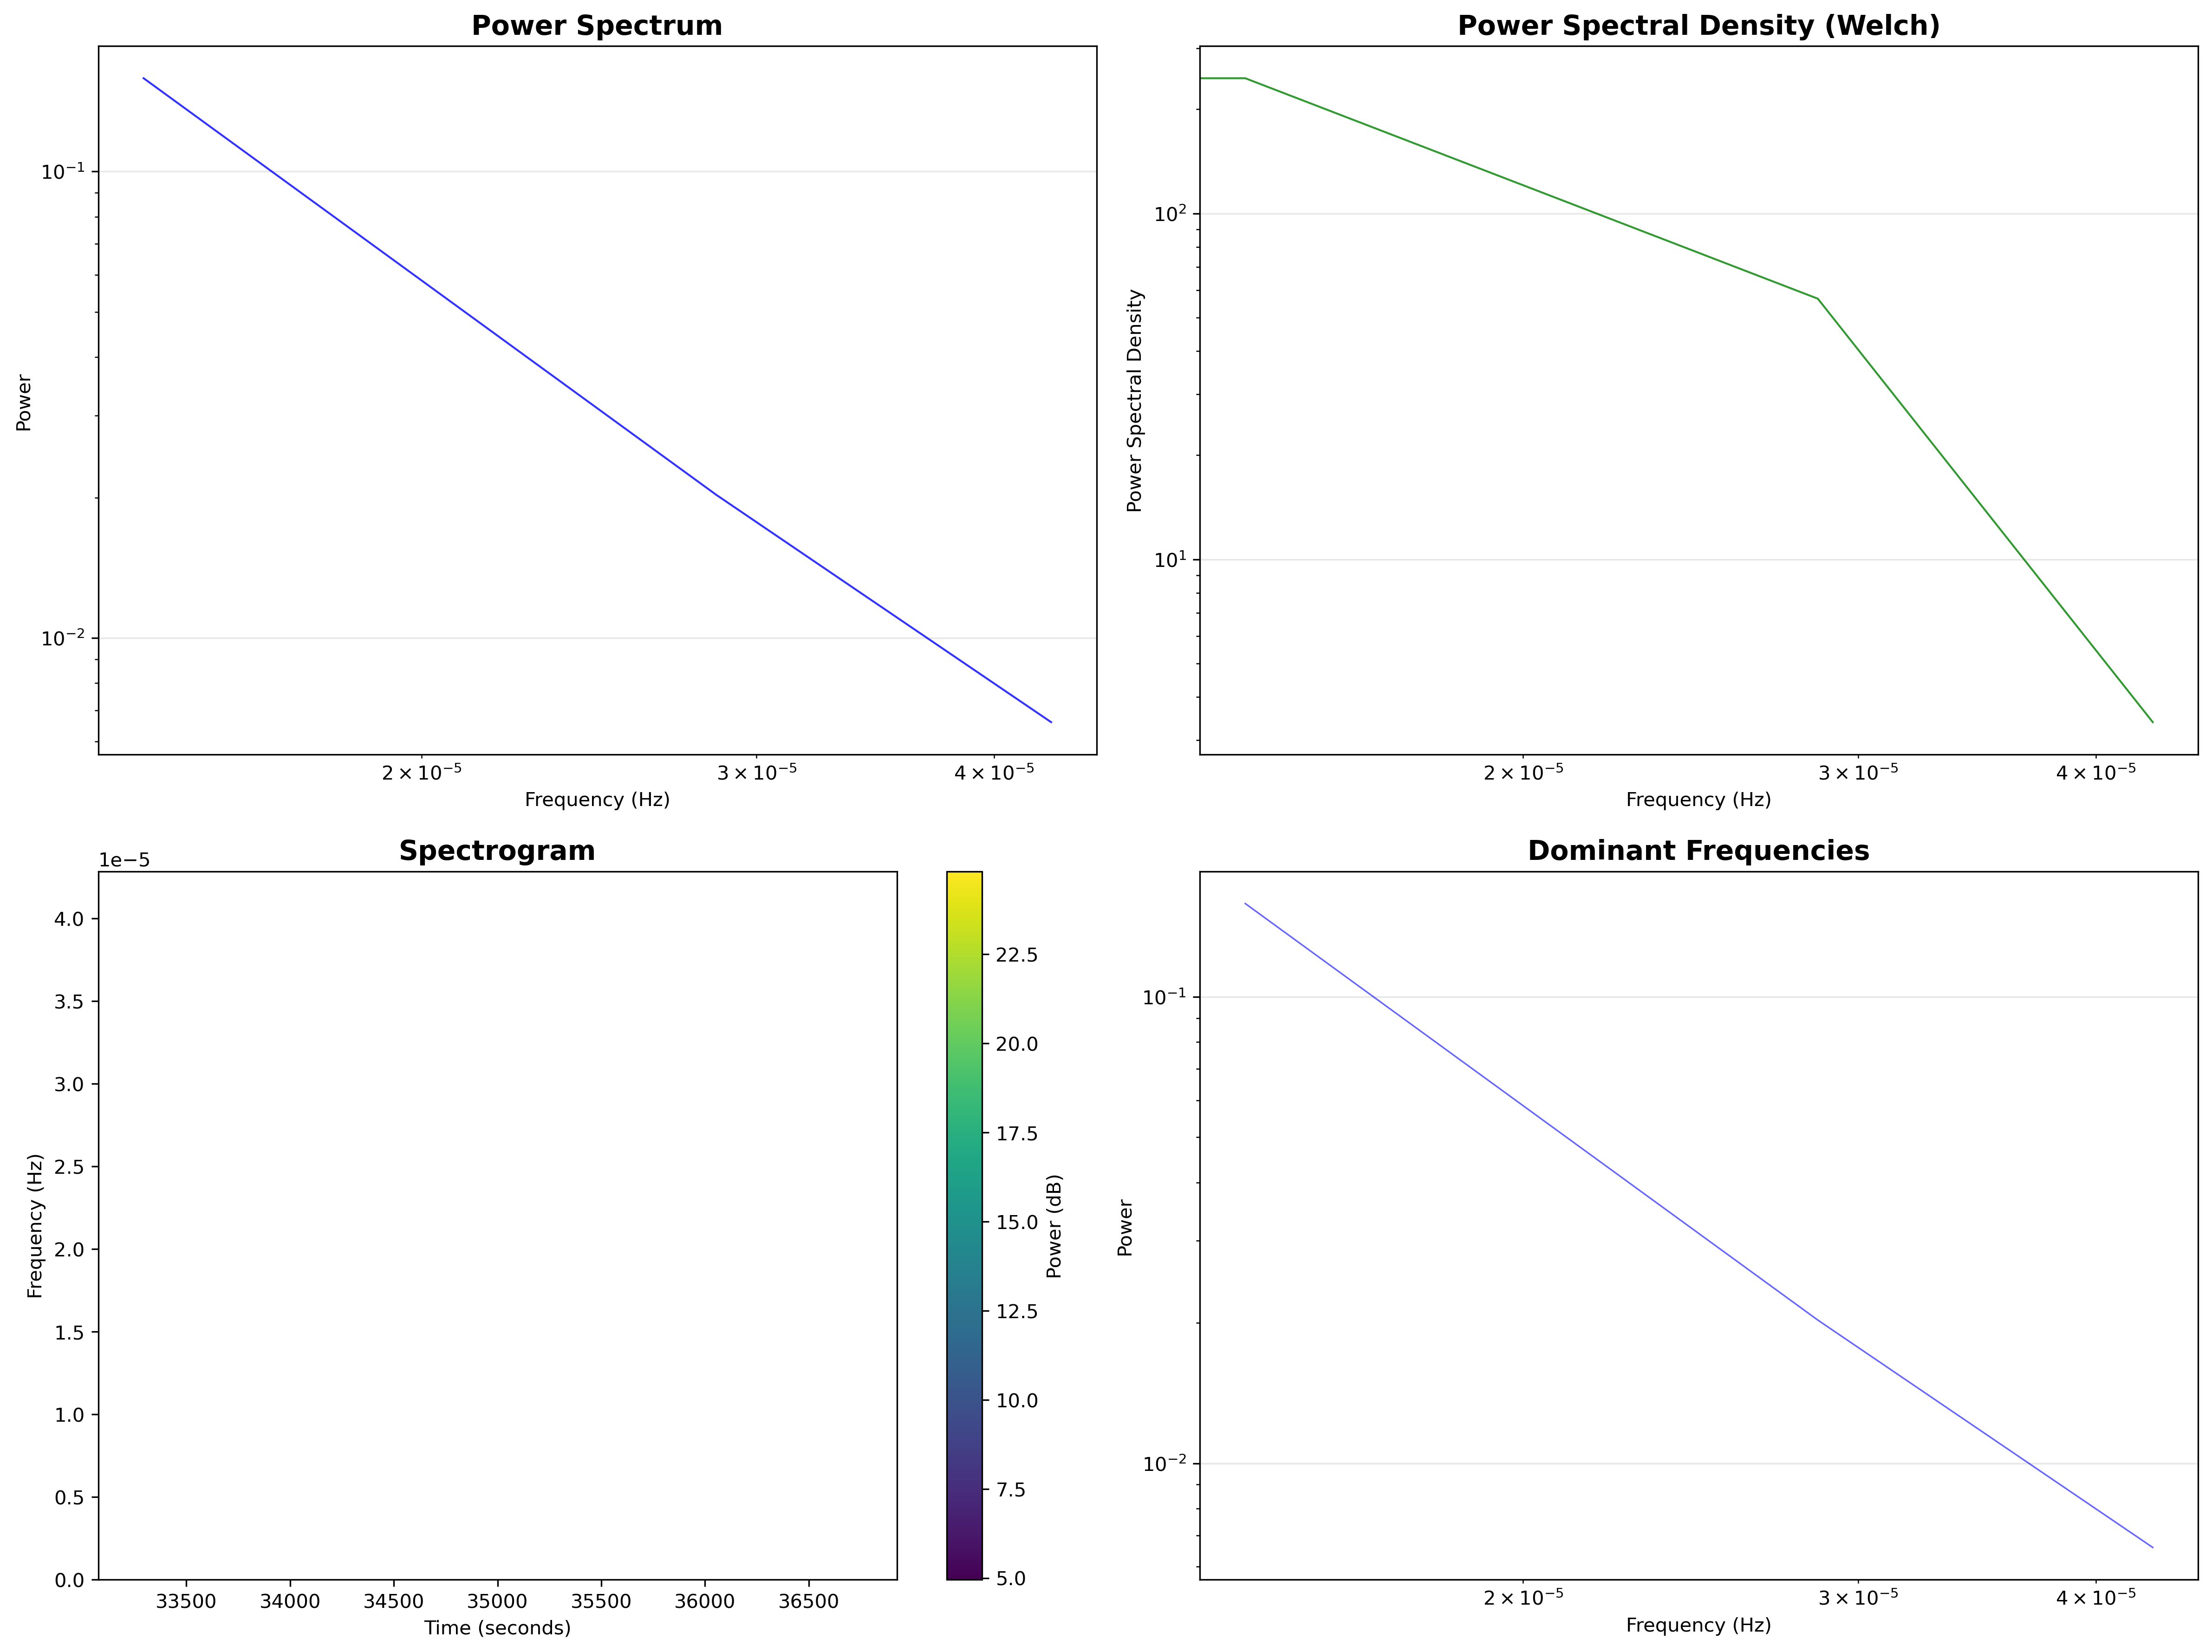 Power Spectrum
Power
10⁻¹
10⁻²
2 × 10⁻⁵ 3 × 10⁻⁵ 4 × 10⁻⁵
Frequency (Hz)
Power Spectral Density (Welch)
Power Spectral Density
10²
10¹
2 × 10⁻⁵ 3 × 10⁻⁵ 4 × 10⁻⁵
Frequency (Hz)
Spectrogram
1e−5
Frequency (Hz)
4.0
3.5
3.0
2.5
2.0
1.5
1.0
0.5
0.0
33500 34000 34500 35000 35500 36000 36500
Time (seconds)
22.5
20.0
17.5
15.0
12.5
10.0
7.5
5.0
Power (dB)
Dominant Frequencies
Power
10⁻¹
10⁻²
2 × 10⁻⁵ 3 × 10⁻⁵ 4 × 10⁻⁵
Frequency (Hz)